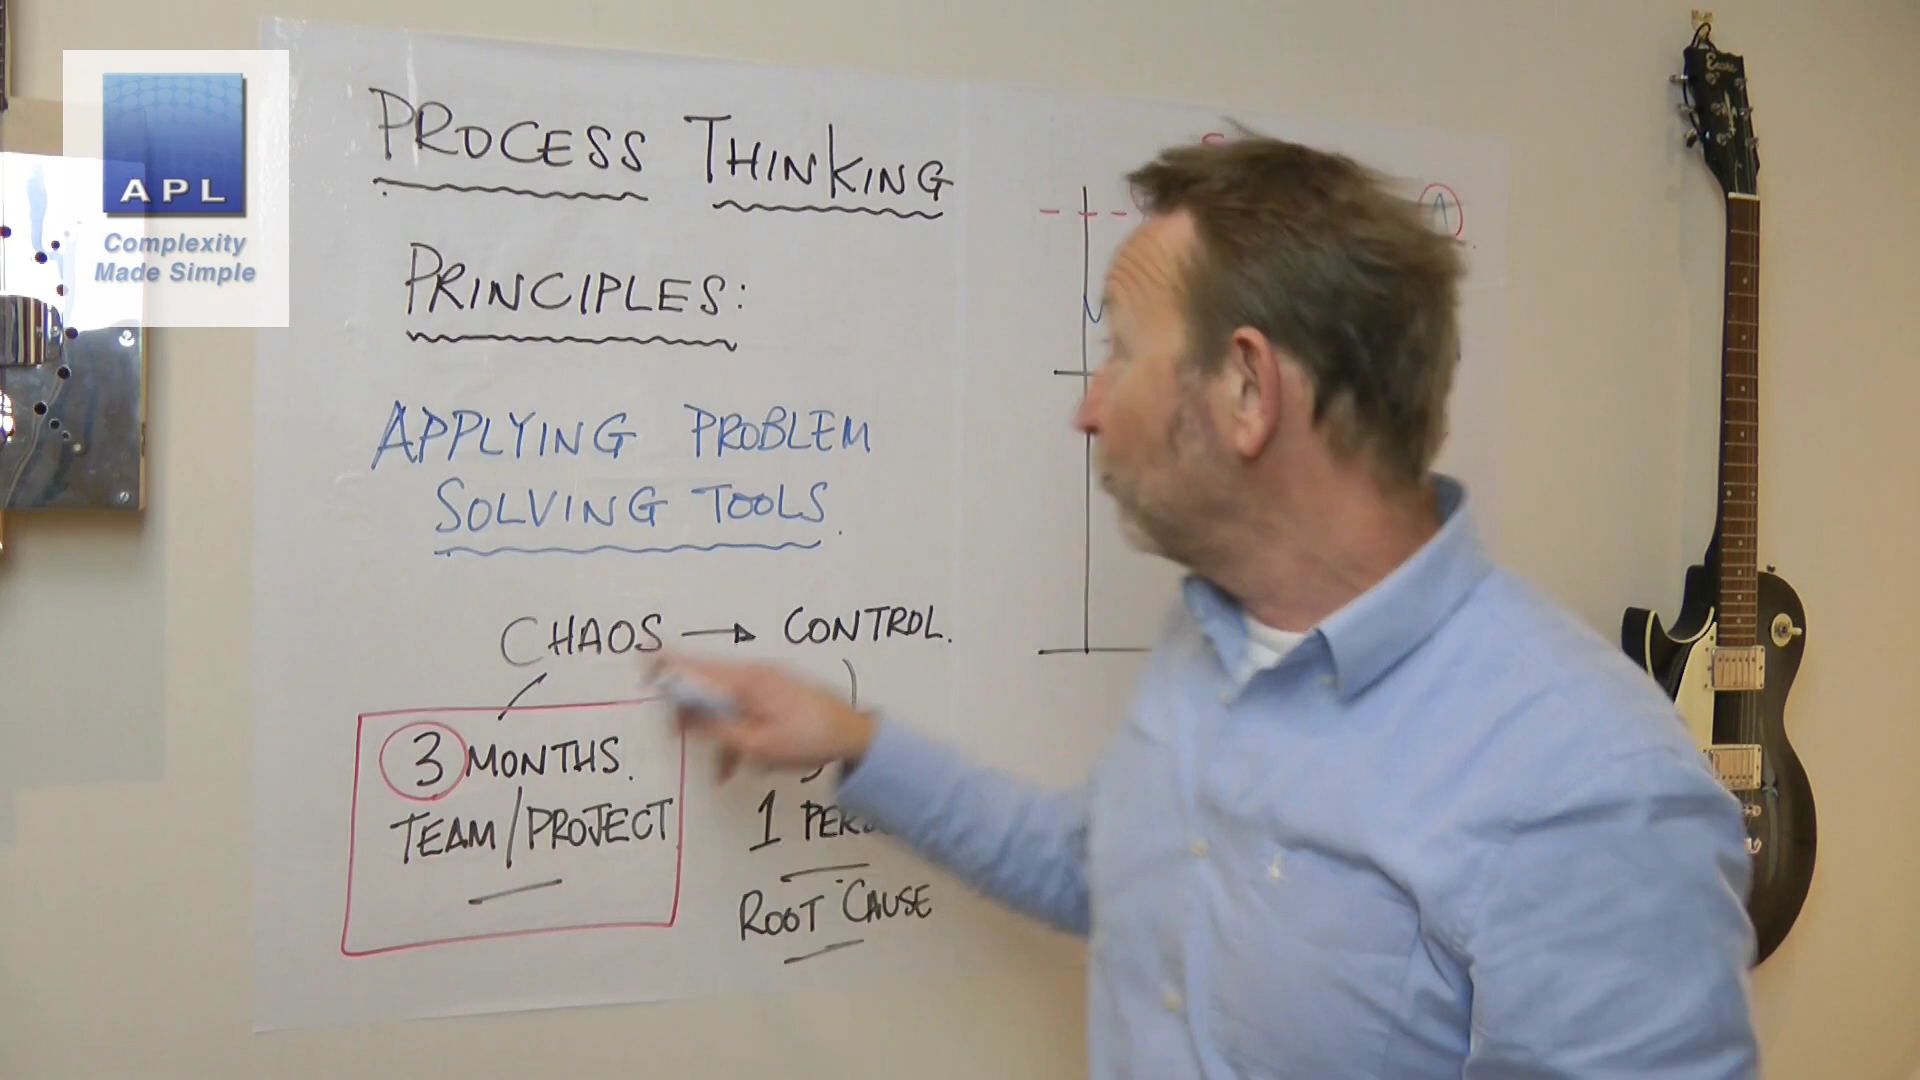 APL
Complexity
Made Simple
PROCESS THINKING
PRINCIPLES:
APPLYING PROBLEM
SOLVING TOOLS.
CHAOS → CONTROL.
3 MONTHS.
TEAM/PROJECT
1
ROOT CAUSE